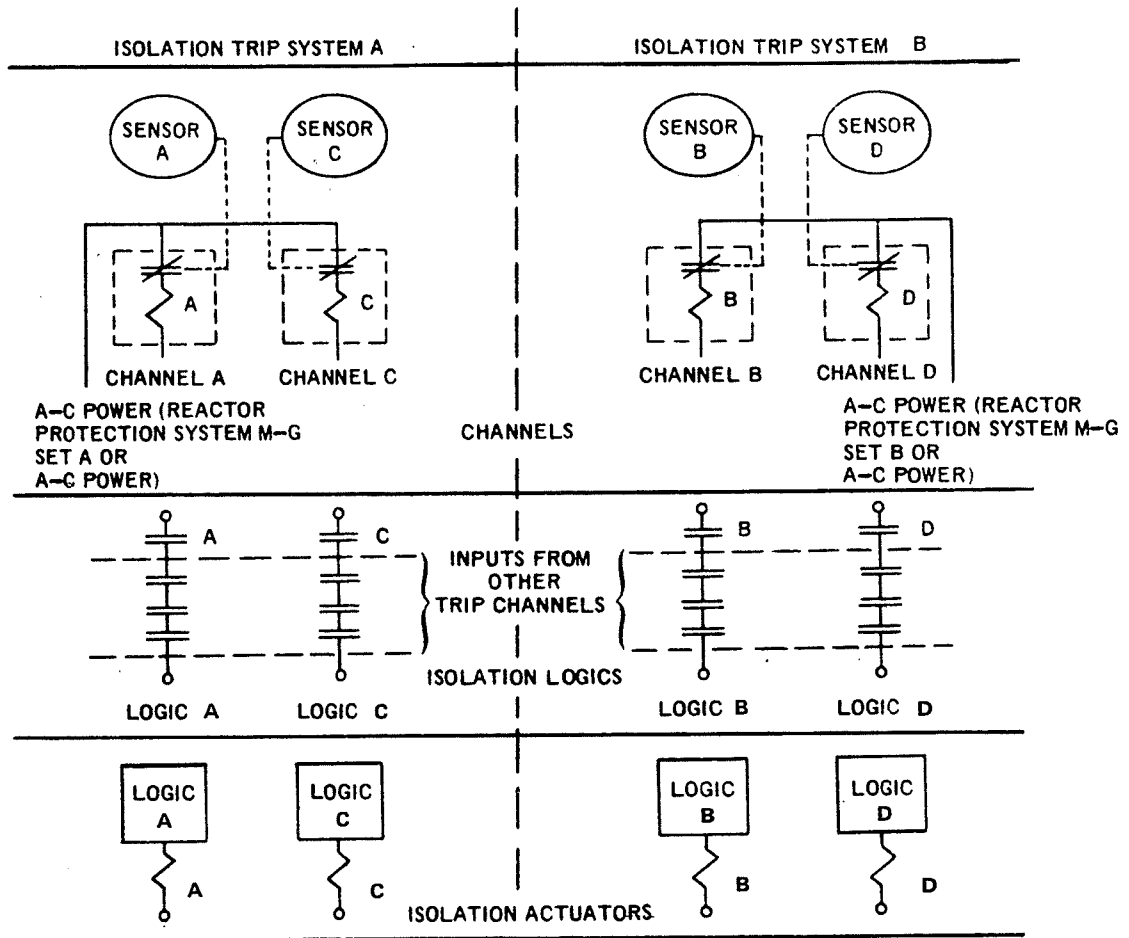 ISOLATION TRIP SYSTEM A
ISOLATION TRIP SYSTEM B
SENSOR
A
SENSOR
C
SENSOR
B
SENSOR
D
A
C
B
D
CHANNEL A
CHANNEL C
CHANNEL B
CHANNEL D
A-C POWER (REACTOR
PROTECTION SYSTEM M-G
SET A OR
A-C POWER)
CHANNELS
A-C POWER (REACTOR
PROTECTION SYSTEM M-G
SET B OR
A-C POWER)
A
C
B
D
INPUTS FROM
OTHER
TRIP CHANNELS
ISOLATION LOGICS
LOGIC A
LOGIC C
LOGIC B
LOGIC D
LOGIC
A
LOGIC
C
LOGIC
B
LOGIC
D
A
C
B
D
ISOLATION ACTUATORS